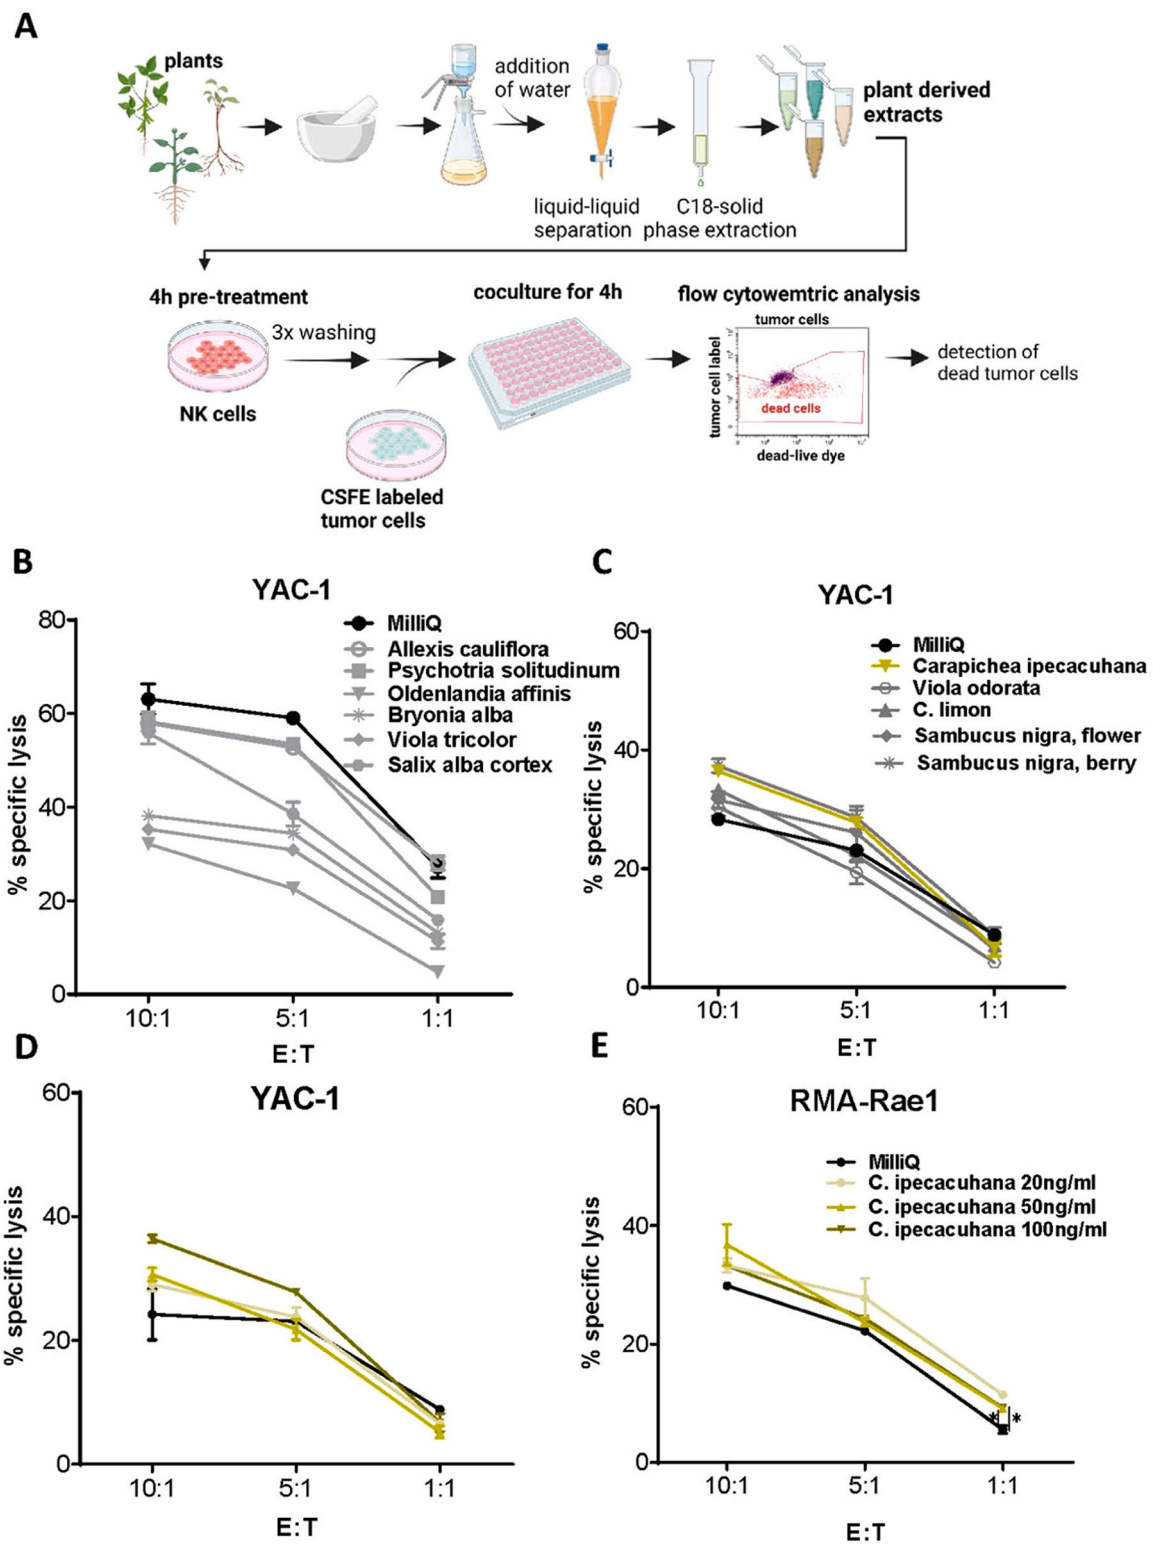 A
plants
addition
of water
plant derived
extracts
liquid-liquid
separation
C18-solid
phase extraction
4h pre-treatment
3x washing
NK cells
CSFE labeled
tumor cells
coculture for 4h
flow cytowemtric analysis
tumor cells
tumor cell label
dead cells
dead-live dye
detection of
dead tumor cells
B
YAC-1
% specific lysis
80
60
40
20
0
10:1 5:1 1:1
E:T
MilliQ
Allexis cauliflora
Psychotria solitudinum
Oldenlandia affinis
Bryonia alba
Viola tricolor
Salix alba cortex
C
YAC-1
% specific lysis
60
40
20
0
10:1 5:1 1:1
E:T
MilliQ
Carapichea ipecacuhana
Viola odorata
C. limon
Sambucus nigra, flower
Sambucus nigra, berry
D
YAC-1
% specific lysis
60
40
20
0
10:1 5:1 1:1
E:T
E
RMA-Rae1
% specific lysis
60
40
20
0
10:1 5:1 1:1
E:T
MilliQ
C. ipecacuhana 20ng/ml
C. ipecacuhana 50ng/ml
C. ipecacuhana 100ng/ml
* *